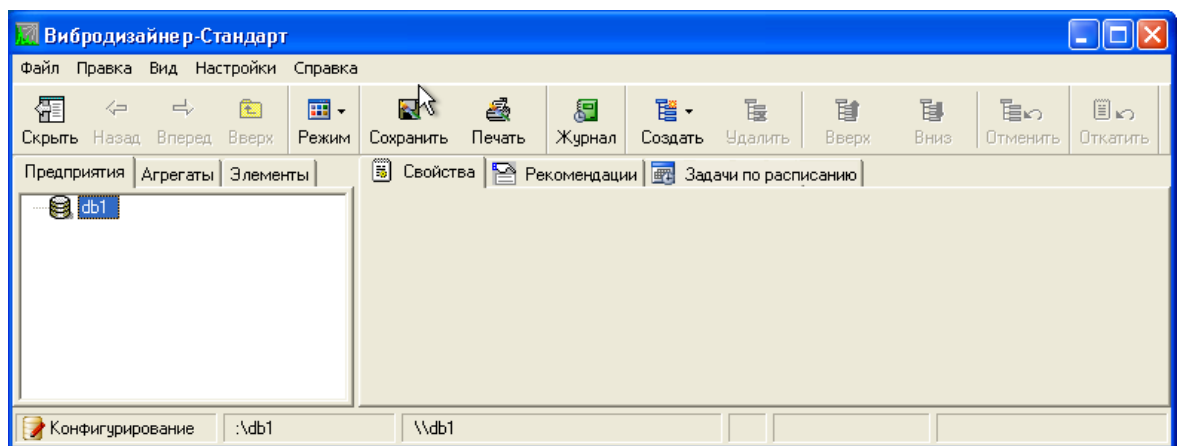 Вибродизайнер-Стандарт
Файл Правка Вид Настройки Справка
Скрыть Назад Вперед Вверх Режим Сохранить Печать Журнал Создать Удалить Вверх Вниз Отменить Откатить
Предприятия Агрегаты Элементы Свойства Рекомендации Задачи по расписанию
db1
Конфигурирование :\db1 \\db1